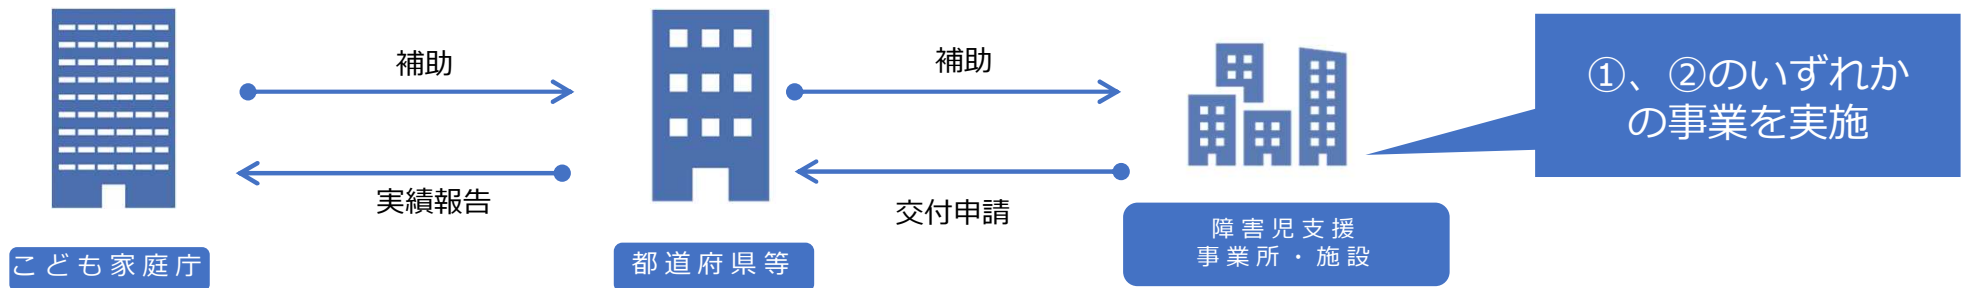 補助
実績報告
こども家庭庁
補助
交付申請
都道府県等
障害児支援
事業所・施設
①、②のいずれか
の事業を実施